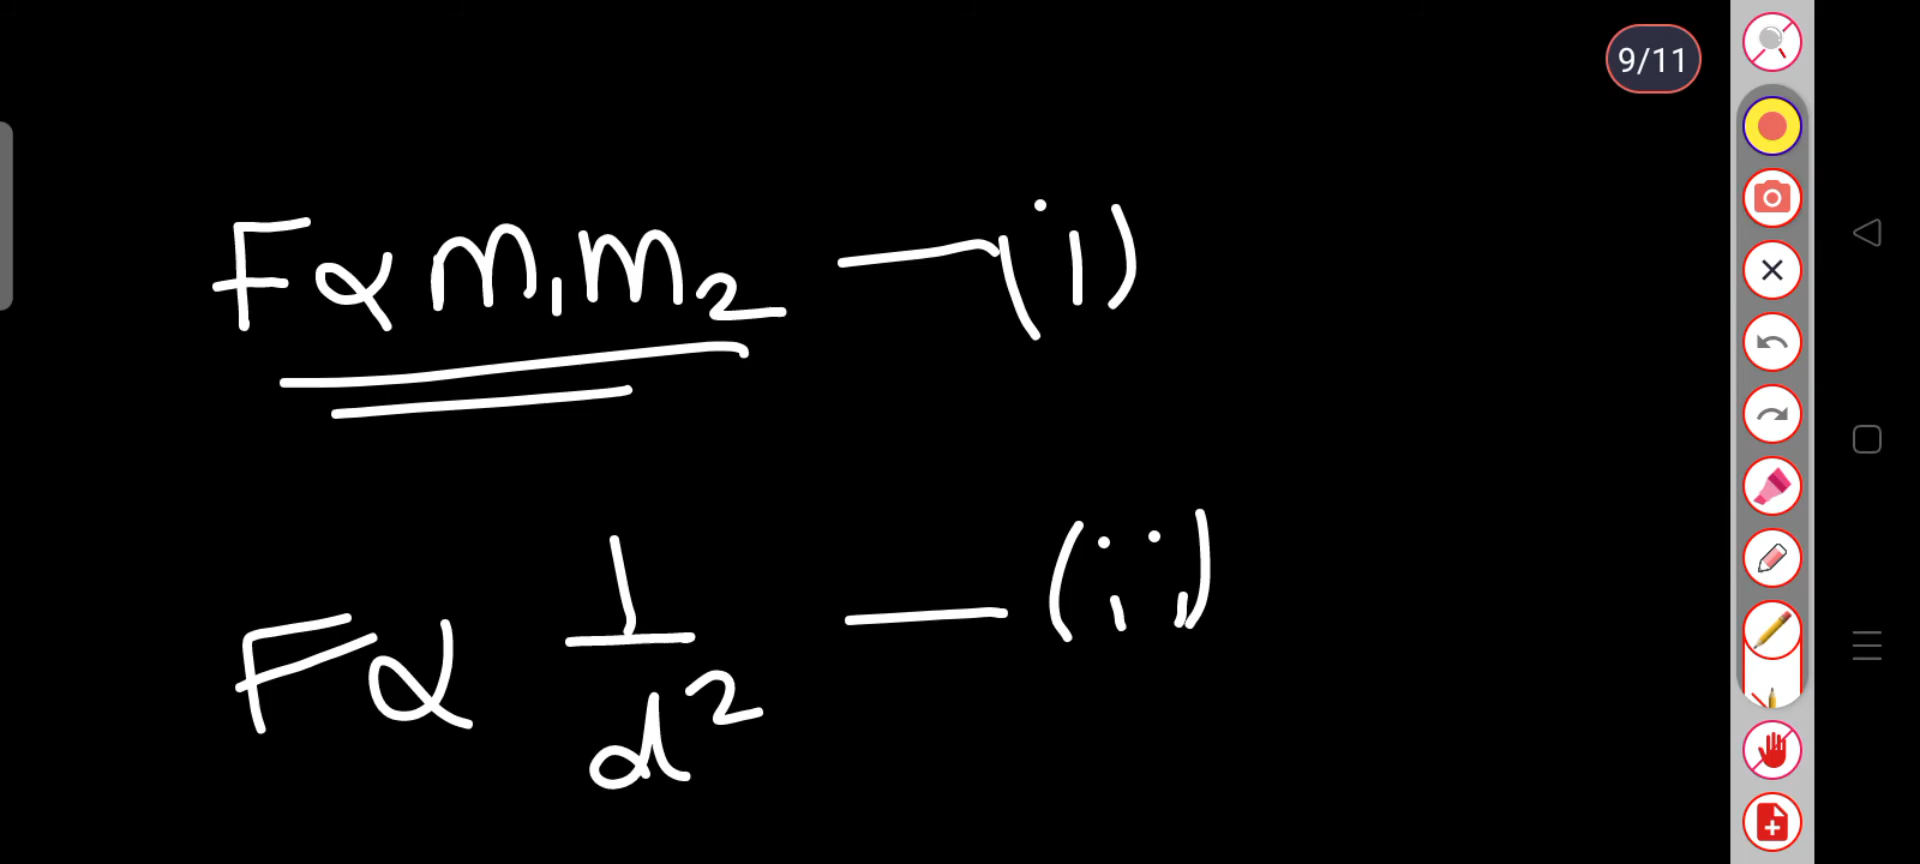 9/11
F α m₁m₂ — (i)
F α 1/d² — (ii)